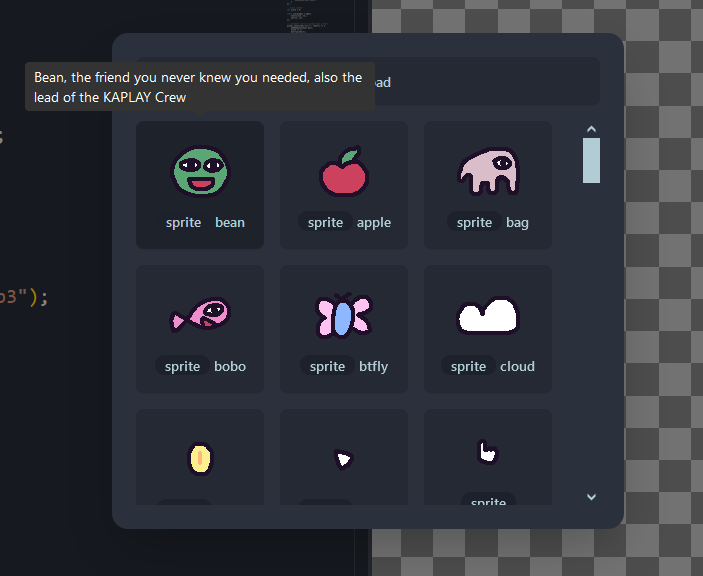 Bean, the friend you never knew you needed, also the
lead of the KAPLAY Crew
ad
;
sprite bean
sprite apple
sprite bag
3");
sprite bobo
sprite btfly
sprite cloud
sprite